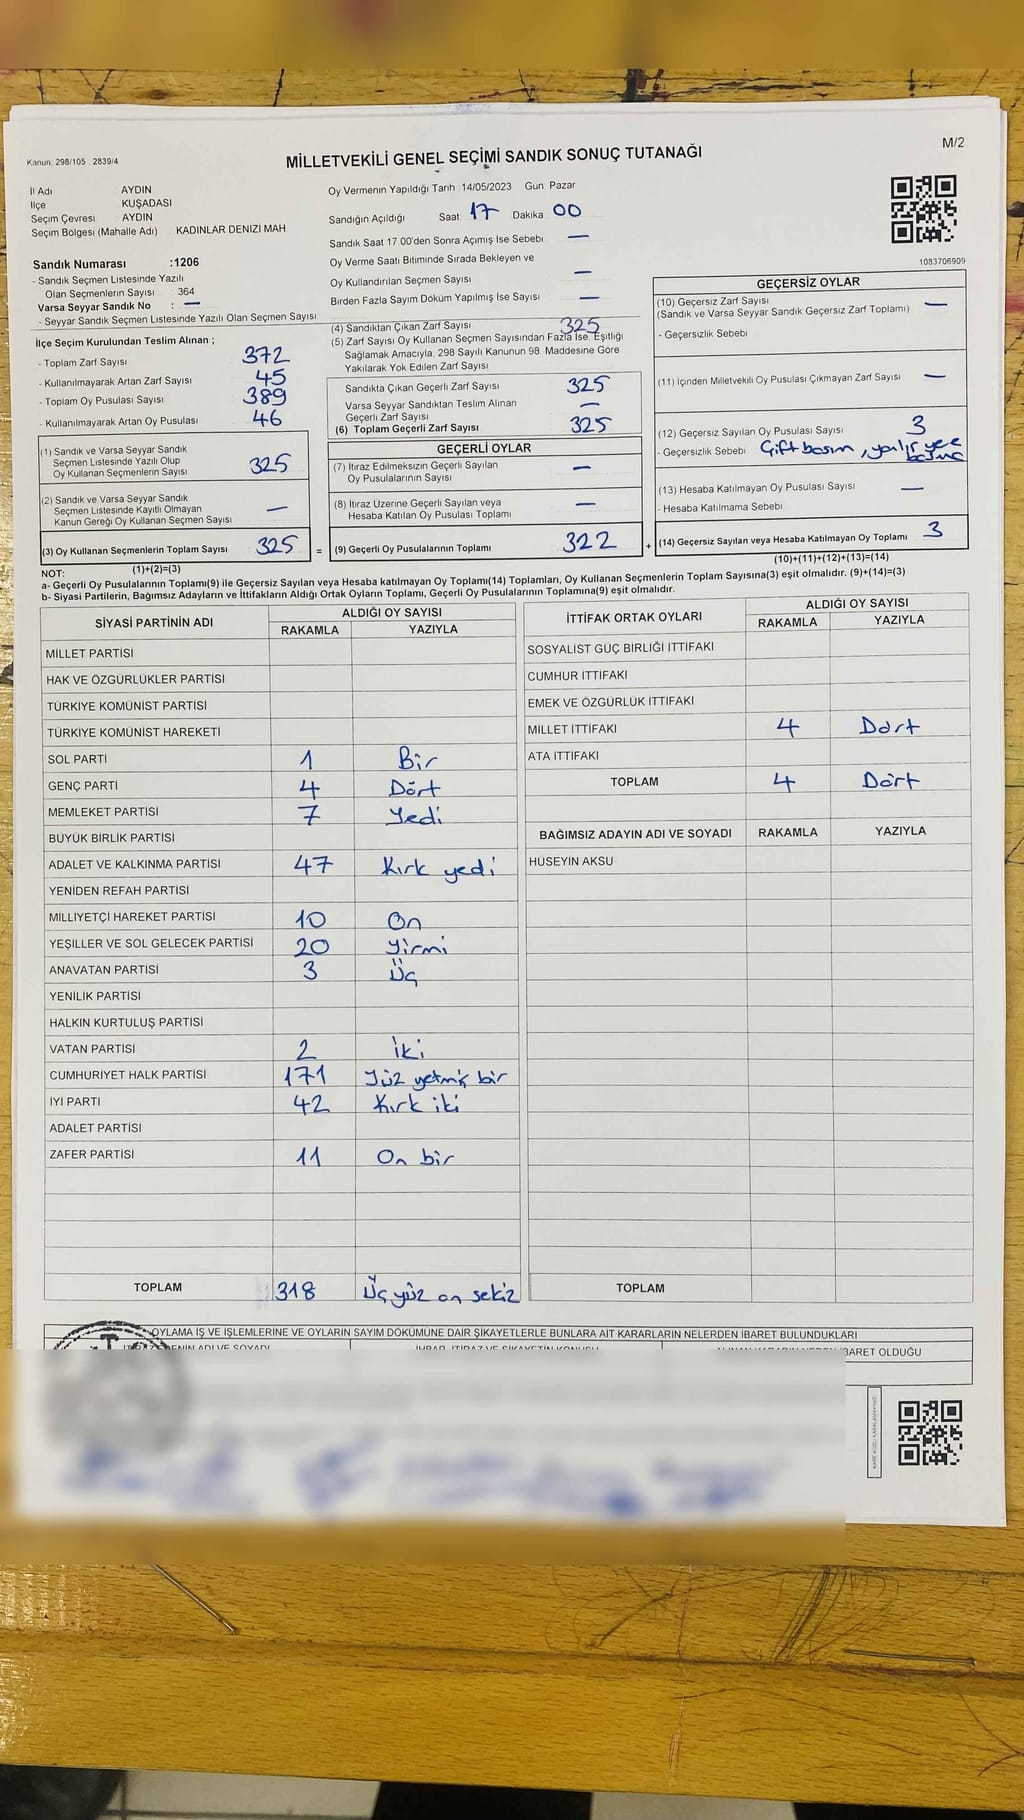 M/2
Kanun: 298/105 2839/4
MİLLETVEKİLİ GENEL SEÇİMİ SANDIK SONUÇ TUTANAĞI
İl Adı AYDIN
İlçe KUŞADASI
Seçim Çevresi AYDIN
Seçim Bölgesi (Mahalle Adı) KADINLAR DENİZİ MAH
Sandık Numarası :1206
- Sandık Seçmen Listesinde Yazılı
Olan Seçmenlerin Sayısı 364
Varsa Seyyar Sandık No : —
- Seyyar Sandık Seçmen Listesinde Yazılı Olan Seçmen Sayısı
Oy Vermenin Yapıldığı Tarih 14/05/2023 Gün Pazar
Sandığın Açıldığı Saat 17 Dakika 00
Sandık Saat 17 00'den Sonra Açımış İse Sebebi —
Oy Verme Saati Bitiminde Sırada Bekleyen ve
Oy Kullandırılan Seçmen Sayısı —
Birden Fazla Sayım Döküm Yapılmış İse Sayısı —
1083706909
İlçe Seçim Kurulundan Teslim Alınan ;
- Toplam Zarf Sayısı 372
- Kullanılmayarak Artan Zarf Sayısı 45
- Toplam Oy Pusulası Sayısı 389
- Kullanılmayarak Artan Oy Pusulası 46
(1) Sandık ve Varsa Seyyar Sandık
Seçmen Listesinde Yazılı Olup
Oy Kullanan Seçmenlerin Sayısı 325
(2) Sandık ve Varsa Seyyar Sandık
Seçmen Listesinde Kayıtlı Olmayan
Kanun Gereği Oy Kullanan Seçmen Sayısı —
(3) Oy Kullanan Seçmenlerin Toplam Sayısı 325 =
(1)+(2)=(3)
(4) Sandıktan Çıkan Zarf Sayısı 325
(5) Zarf Sayısı Oy Kullanan Seçmen Sayısından Fazla İse, Eşitliği
Sağlamak Amacıyla, 298 Sayılı Kanunun 98 Maddesine Göre
Yakılarak Yok Edilen Zarf Sayısı
Sandıkta Çıkan Geçerli Zarf Sayısı 325
Varsa Seyyar Sandıktan Teslim Alınan
Geçerli Zarf Sayısı —
(6) Toplam Geçerli Zarf Sayısı 325
GEÇERLİ OYLAR
(7) İtiraz Edilmeksizin Geçerli Sayılan
Oy Pusulalarının Sayısı —
(8) İtiraz Üzerine Geçerli Sayılan veya
Hesaba Katılan Oy Pusulası Toplamı —
(9) Geçerli Oy Pusulalarının Toplamı 322 +
GEÇERSİZ OYLAR
(10) Geçersiz Zarf Sayısı —
(Sandık ve Varsa Seyyar Sandık Geçersiz Zarf Toplamı)
- Geçersizlik Sebebi
(11) İçinden Milletvekili Oy Pusulası Çıkmayan Zarf Sayısı —
(12) Geçersiz Sayılan Oy Pusulası Sayısı 3
- Geçersizlik Sebebi Çift basım, yanlış yere
basma
(13) Hesaba Katılmayan Oy Pusulası Sayısı —
- Hesaba Katılmama Sebebi
(14) Geçersiz Sayılan veya Hesaba Katılmayan Oy Toplamı 3
(10)+(11)+(12)+(13)=(14)
NOT:
a- Geçerli Oy Pusulalarının Toplamı(9) ile Geçersiz Sayılan veya Hesaba katılmayan Oy Toplamı(14) Toplamları, Oy Kullanan Seçmenlerin Toplam Sayısına(3) eşit olmalıdır. (9)+(14)=(3)
b- Siyasi Partilerin, Bağımsız Adayların ve İttifakların Aldığı Ortak Oyların Toplamı, Geçerli Oy Pusulalarının Toplamına(9) eşit olmalıdır.
SİYASİ PARTİNİN ADI ALDIĞI OY SAYISI
RAKAMLA YAZIYLA
MİLLET PARTİSİ
HAK VE ÖZGÜRLÜKLER PARTİSİ
TÜRKİYE KOMÜNİST PARTİSİ
TÜRKİYE KOMÜNİST HAREKETİ
SOL PARTİ 1 Bir
GENÇ PARTİ 4 Dört
MEMLEKET PARTİSİ 7 Yedi
BÜYÜK BİRLİK PARTİSİ
ADALET VE KALKINMA PARTİSİ 47 Kırk yedi
YENİDEN REFAH PARTİSİ
MİLLİYETÇİ HAREKET PARTİSİ 10 On
YEŞİLLER VE SOL GELECEK PARTİSİ 20 Yirmi
ANAVATAN PARTİSİ 3 Üç
YENİLİK PARTİSİ
HALKIN KURTULUŞ PARTİSİ
VATAN PARTİSİ 2 İki
CUMHURİYET HALK PARTİSİ 171 Yüz yetmiş bir
İYİ PARTİ 42 Kırk iki
ADALET PARTİSİ
ZAFER PARTİSİ 11 On bir
TOPLAM 318 Üç yüz on sekiz
İTTİFAK ORTAK OYLARI ALDIĞI OY SAYISI
RAKAMLA YAZIYLA
SOSYALİST GÜÇ BİRLİĞİ İTTİFAKI
CUMHUR İTTİFAKI
EMEK VE ÖZGÜRLÜK İTTİFAKI
MİLLET İTTİFAKI 4 Dört
ATA İTTİFAKI
TOPLAM 4 Dört
BAĞIMSIZ ADAYIN ADI VE SOYADI RAKAMLA YAZIYLA
HÜSEYİN AKSU
TOPLAM
OYLAMA İŞ VE İŞLEMLERİNE VE OYLARIN SAYIM DÖKÜMÜNE DAİR ŞİKAYETLERLE BUNLARA AİT KARARLARIN NELERDEN İBARET BULUNDUKLARI
İBARET OLDUĞU